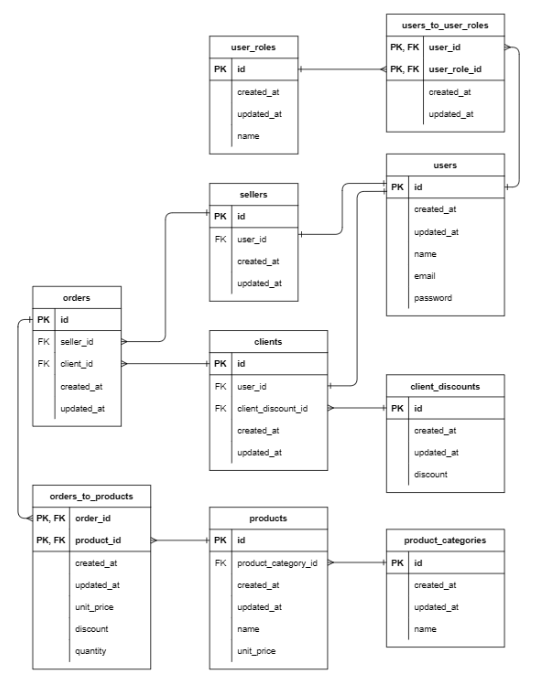 users_to_user_roles
PK, FK user_id
PK, FK user_role_id
created_at
updated_at
user_roles
PK id
created_at
updated_at
name
users
PK id
created_at
updated_at
name
email
password
sellers
PK id
FK user_id
created_at
updated_at
orders
PK id
FK seller_id
FK client_id
created_at
updated_at
clients
PK id
FK user_id
FK client_discount_id
created_at
updated_at
client_discounts
PK id
created_at
updated_at
discount
orders_to_products
PK, FK order_id
PK, FK product_id
created_at
updated_at
unit_price
discount
quantity
products
PK id
FK product_category_id
created_at
updated_at
name
unit_price
product_categories
PK id
created_at
updated_at
name